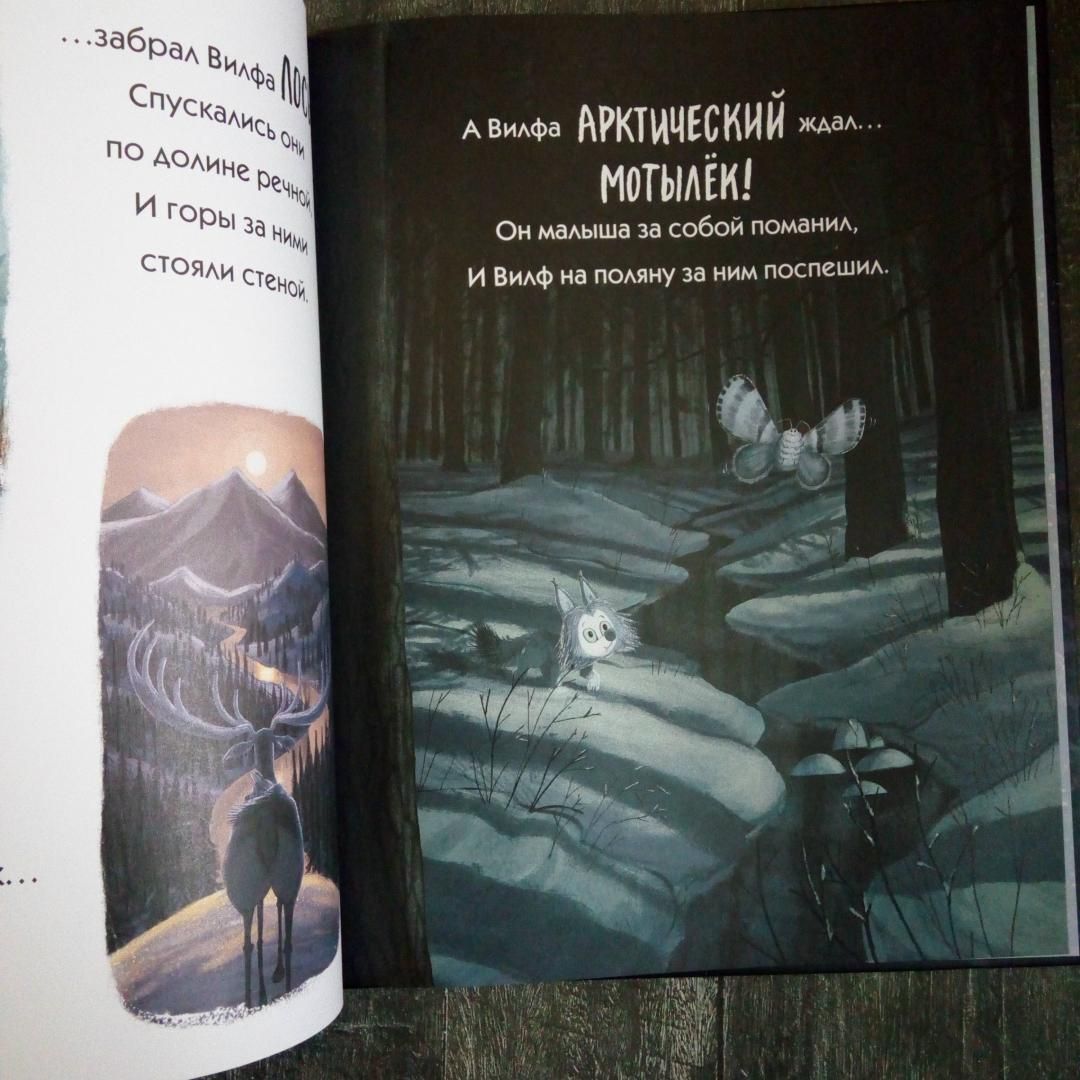 ...забрал Вилфа
Спускались они
по долине речной,
И горы за ними
стояли стеной.
А Вилфа АРКТИЧЕСКИЙ ждал...
МОТЫЛЁК!
Он малыша за собой поманил,
И Вилф на поляну за ним поспешил.